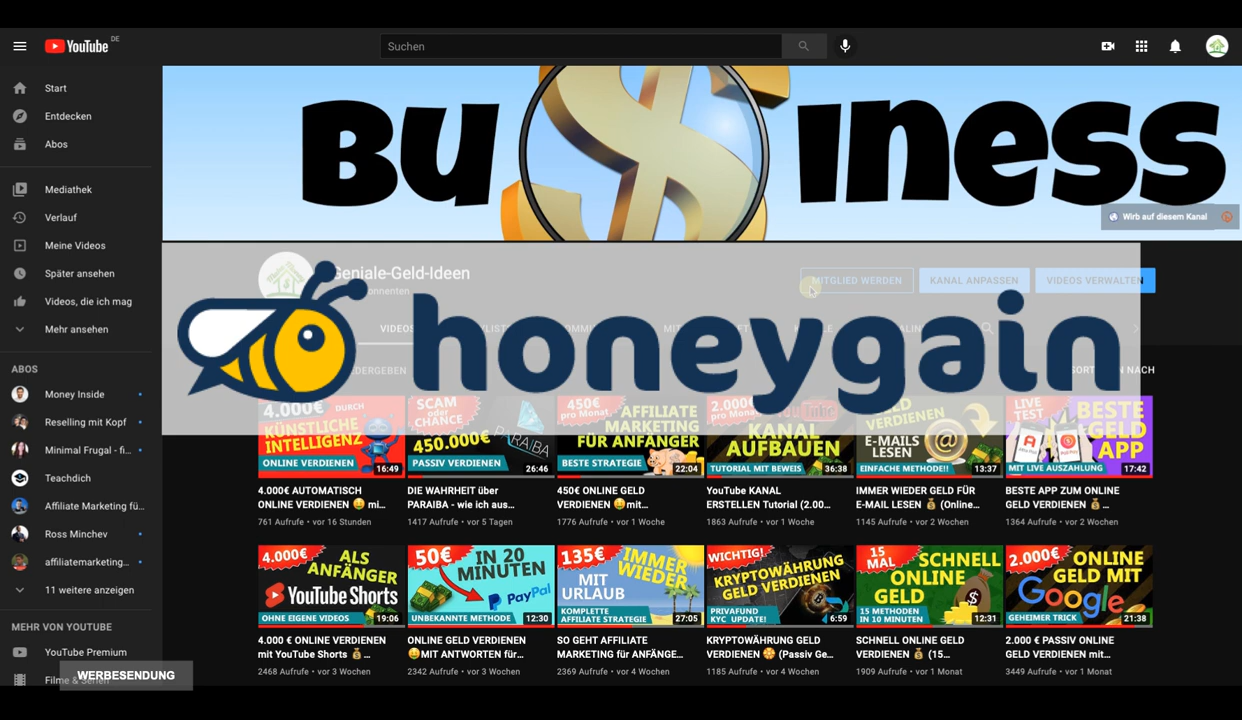 YouTube DE
Suchen
Start
Entdecken
Abos
Mediathek
Verlauf
Meine Videos
Später ansehen
Videos, die ich mag
Mehr ansehen
ABOS
Money Inside
Reselling mit Kopf
Minimal Frugal - fi...
Teachdich
Affiliate Marketing fü...
Ross Minchev
affiliatemarketing...
11 weitere anzeigen
MEHR VON YOUTUBE
YouTube Premium
Filme & Serien
WERBESENDUNG
BU$INESS
Wirb auf diesem Kanal
Geniale-Geld-Ideen
MITGLIED WERDEN
KANAL ANPASSEN
VIDEOS VERWALTEN
VIDEOS
honeygain
NACH
4.000€ DURCH
KÜNSTLICHE
INTELLIGENZ
ONLINE VERDIENEN
16:49
SCAM
oder
CHANCE
450.000€
PARAIBA
PASSIV VERDIENEN
26:46
450€
pro Monat
AFFILIATE
MARKETING
FÜR ANFÄNGER
BESTE STRATEGIE
22:04
2.000€
pro Monat
YouTube
KANAL
AUFBAUEN
TUTORIAL MIT BEWEIS
36:38
GELD
VERDIENEN
E-MAILS
LESEN
EINFACHE METHODE!!
13:37
LIVE
TEST
BESTE
GELD
APP
MIT LIVE AUSZAHLUNG
17:42
4.000€ AUTOMATISCH
ONLINE VERDIENEN 🤑 mi...
761 Aufrufe • vor 16 Stunden
DIE WAHRHEIT über
PARAIBA - wie ich aus...
1417 Aufrufe • vor 5 Tagen
450€ ONLINE GELD
VERDIENEN 🤑mit...
1776 Aufrufe • vor 1 Woche
YouTube KANAL
ERSTELLEN Tutorial (2.00...
1863 Aufrufe • vor 1 Woche
IMMER WIEDER GELD FÜR
E-MAIL LESEN 💰 (Online...
1145 Aufrufe • vor 2 Wochen
BESTE APP ZUM ONLINE
GELD VERDIENEN 💰...
1364 Aufrufe • vor 2 Wochen
4.000€ ALS
ANFÄNGER
YouTube Shorts
OHNE EIGENE VIDEOS
19:06
50€ IN 20
MINUTEN
PayPal
UNBEKANNTE METHODE
12:30
135€ IMMER
WIEDER
MIT
URLAUB
KOMPLETTE
AFFILIATE STRATEGIE
27:05
WICHTIG!
KRYPTOWÄHRUNG
GELD VERDIENEN
PRIVAFUND
KYC UPDATE!
6:59
15
MAL
SCHNELL
ONLINE
GELD
15 METHODEN
IN 10 MINUTEN
12:31
2.000€ ONLINE
GELD MIT
Google
GEHEIMER TRICK
21:38
4.000 € ONLINE VERDIENEN
mit YouTube Shorts 💰...
2468 Aufrufe • vor 3 Wochen
ONLINE GELD VERDIENEN
🤑MIT ANTWORTEN für...
2342 Aufrufe • vor 3 Wochen
SO GEHT AFFILIATE
MARKETING für ANFÄNGE...
2369 Aufrufe • vor 4 Wochen
KRYPTOWÄHRUNG GELD
VERDIENEN 🤑 (Passiv Ge...
1185 Aufrufe • vor 4 Wochen
SCHNELL ONLINE GELD
VERDIENEN 💰 (15...
1909 Aufrufe • vor 1 Monat
2.000 € PASSIV ONLINE
GELD VERDIENEN mit...
3449 Aufrufe • vor 1 Monat